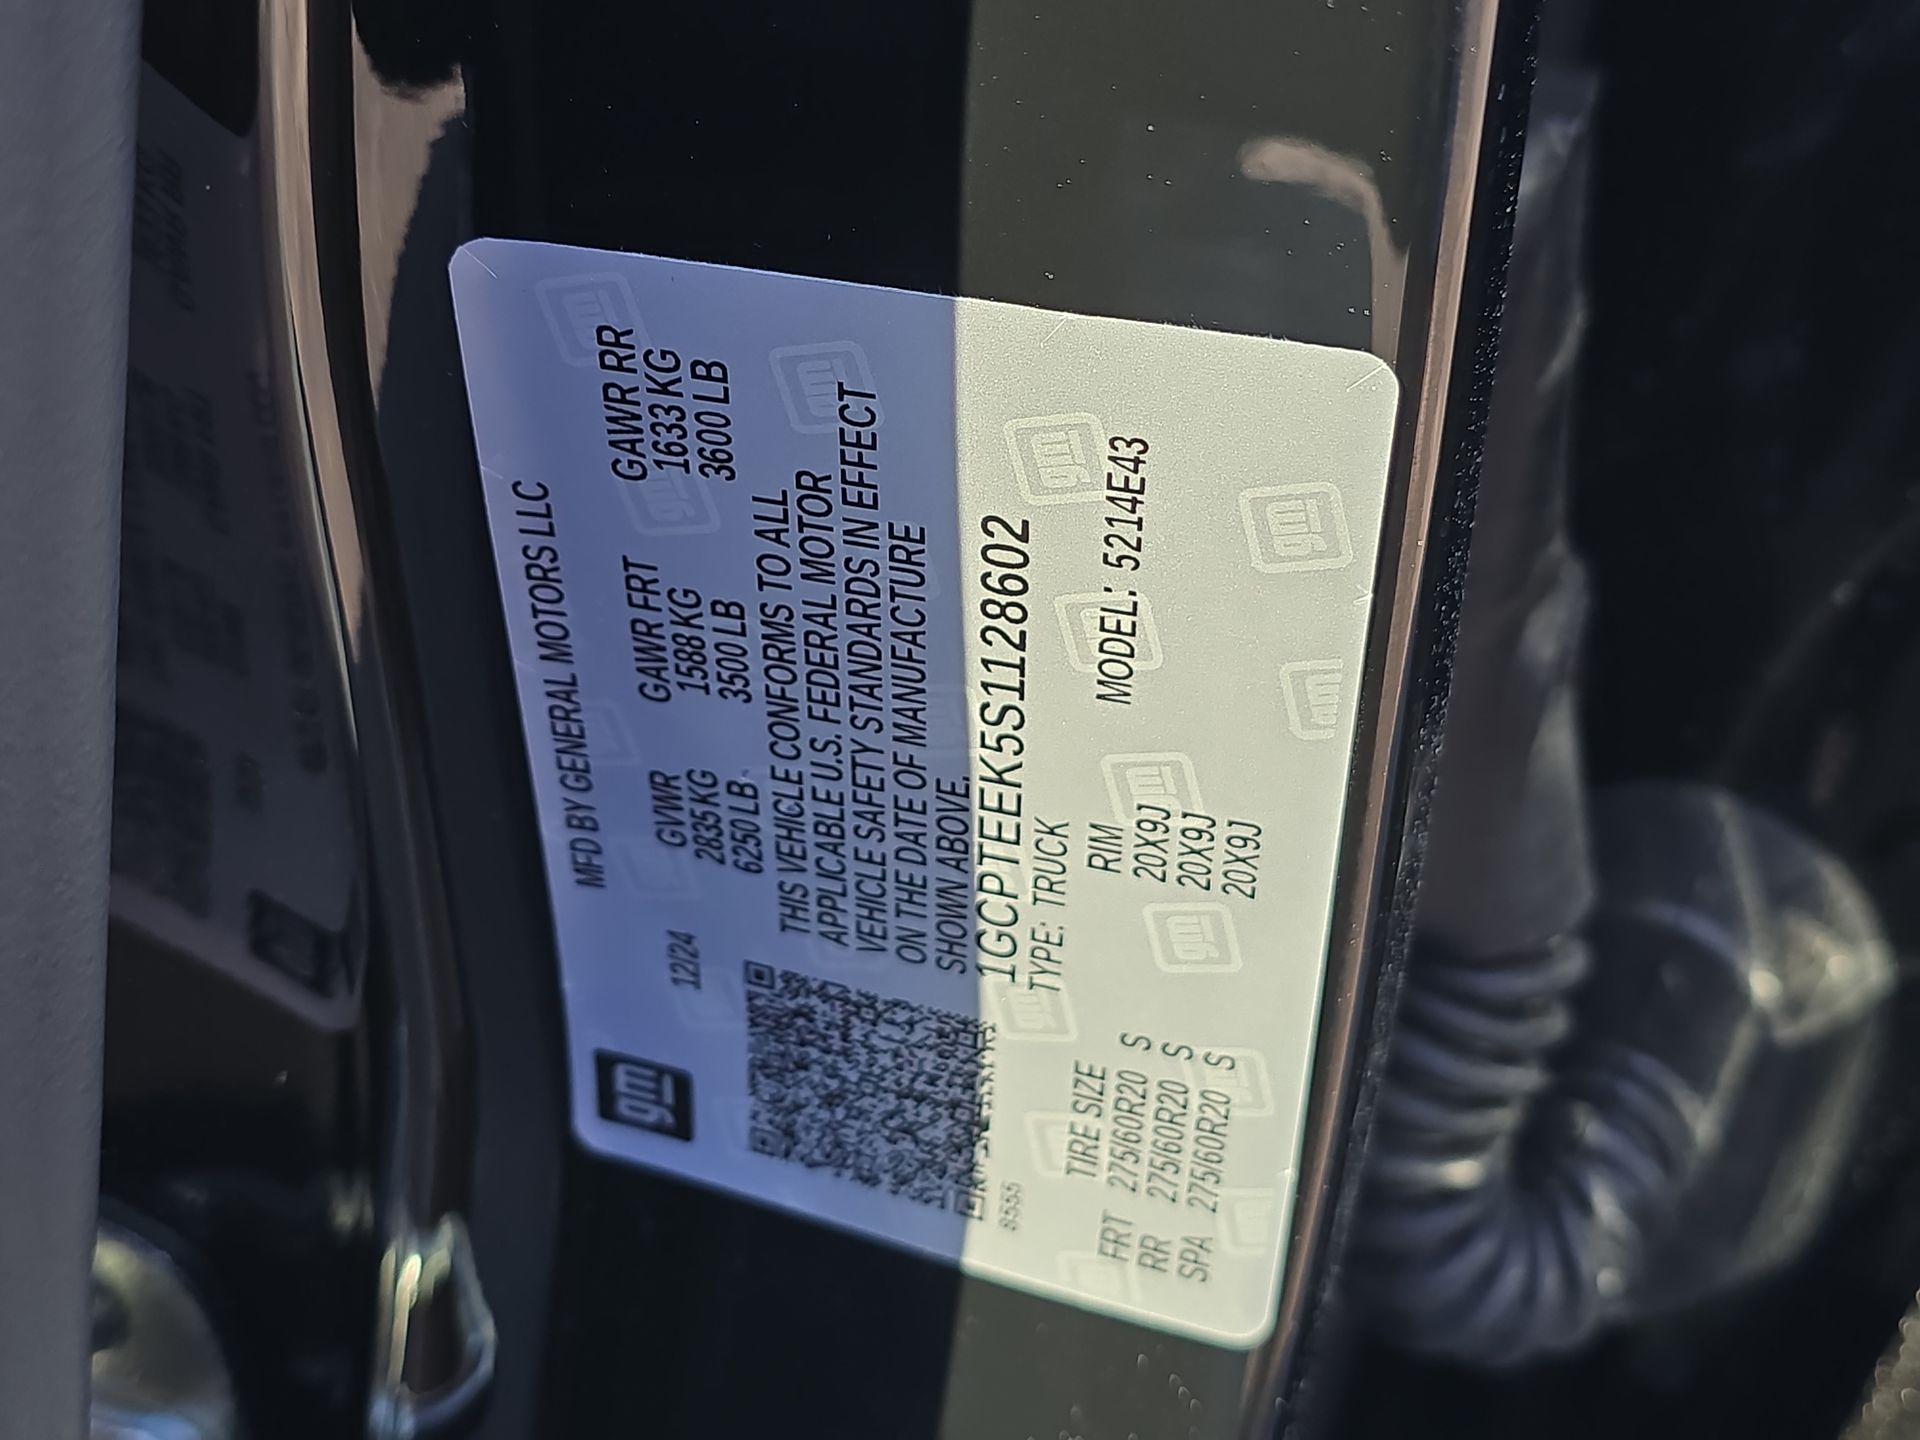 gm
MFD BY GENERAL MOTORS LLC
12/24 GVWR GAWR FRT GAWR RR
2835 KG 1588 KG 1633 KG
6250 LB 3500 LB 3600 LB
THIS VEHICLE CONFORMS TO ALL
APPLICABLE U.S. FEDERAL MOTOR
VEHICLE SAFETY STANDARDS IN EFFECT
ON THE DATE OF MANUFACTURE
SHOWN ABOVE.
1GCPTEEK5S1128602
8555
TYPE: TRUCK
MODEL: 5214E43
TIRE SIZE RIM
FRT 275/60R20 S 20X9J
RR 275/60R20 S 20X9J
SPA 275/60R20 S 20X9J